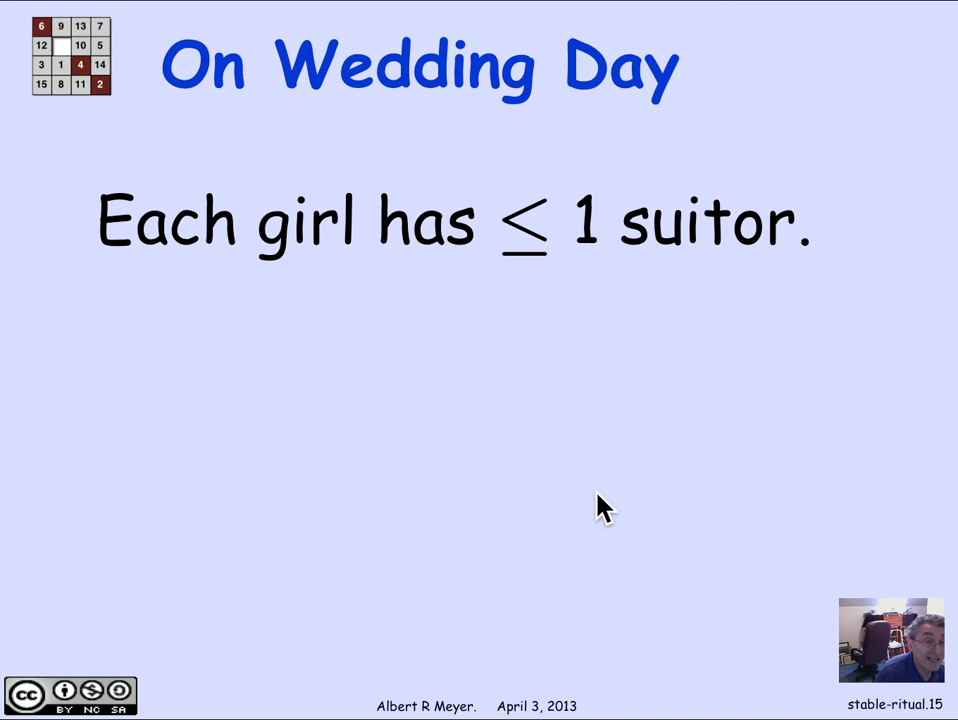 6 9 13 7
12 10 5
3 1 4 14
15 8 11 2
On Wedding Day
Each girl has ≤ 1 suitor.
cc BY NC SA
Albert R Meyer. April 3, 2013
stable-ritual.15